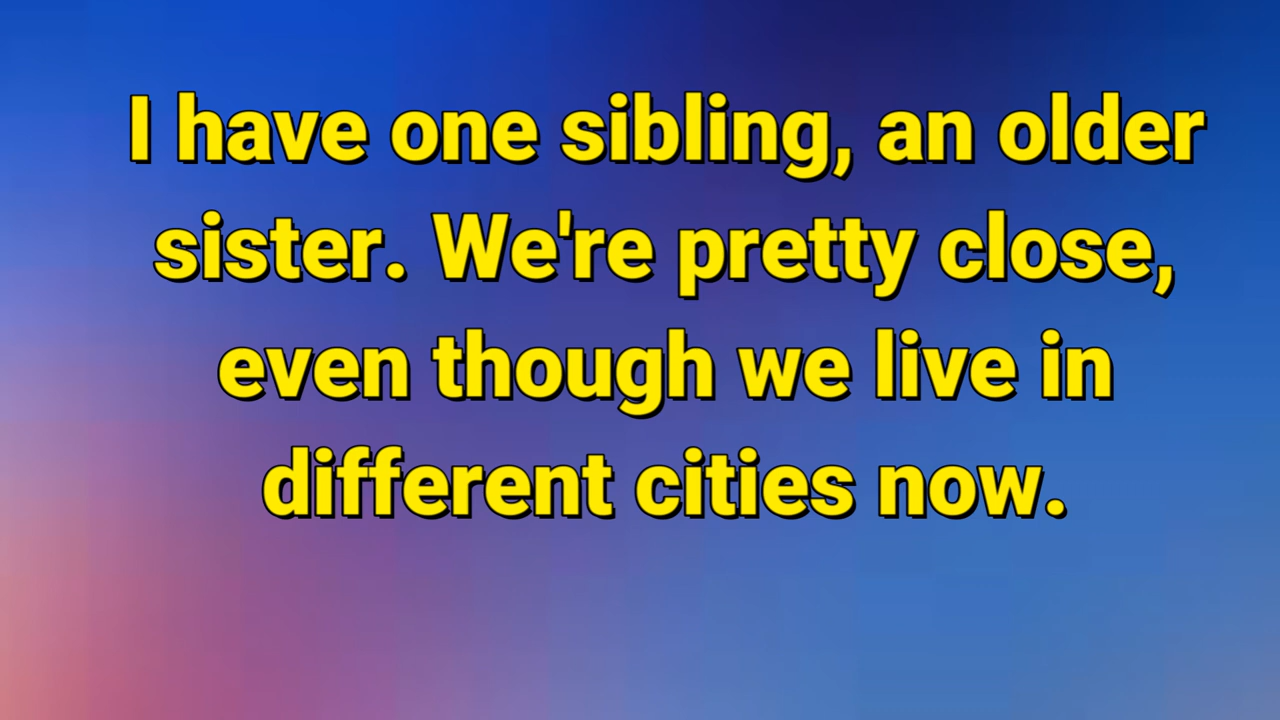 I have one sibling, an older
sister. We're pretty close,
even though we live in
different cities now.